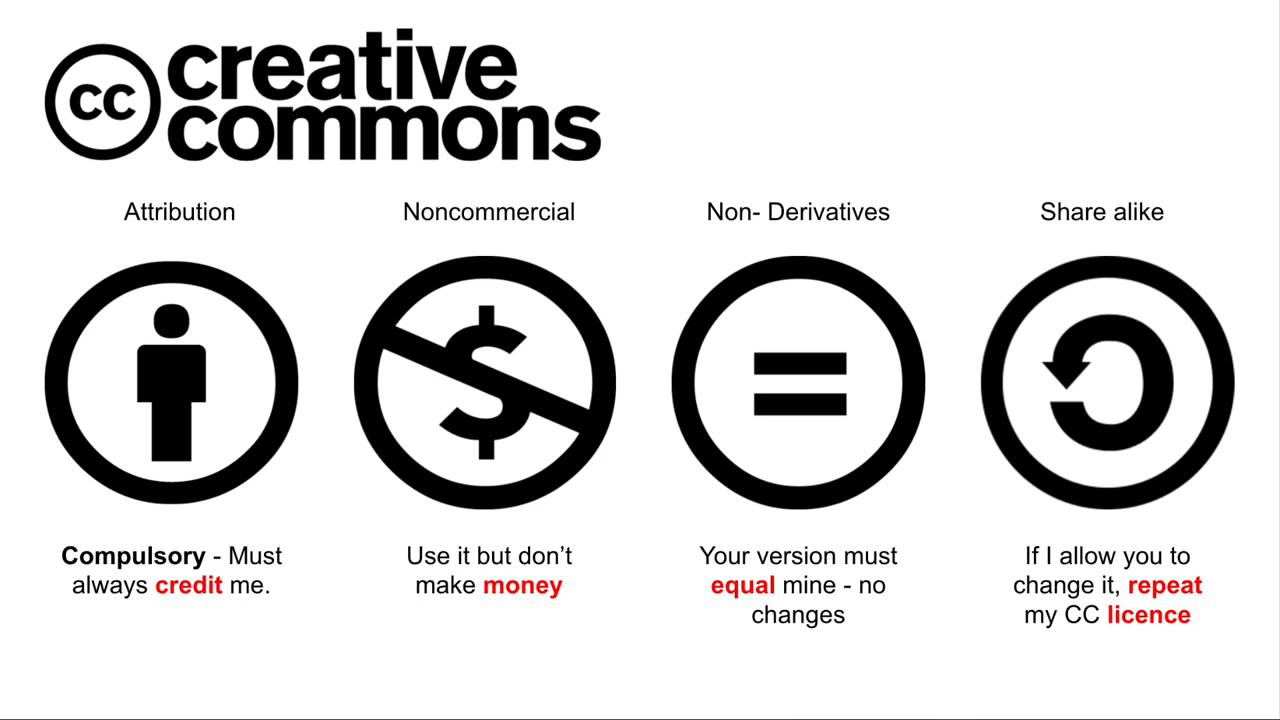 cc creative
commons
Attribution
Noncommercial
Non- Derivatives
Share alike
$
=
Compulsory - Must
always credit me.
Use it but don’t
make money
Your version must
equal mine - no
changes
If I allow you to
change it, repeat
my CC licence